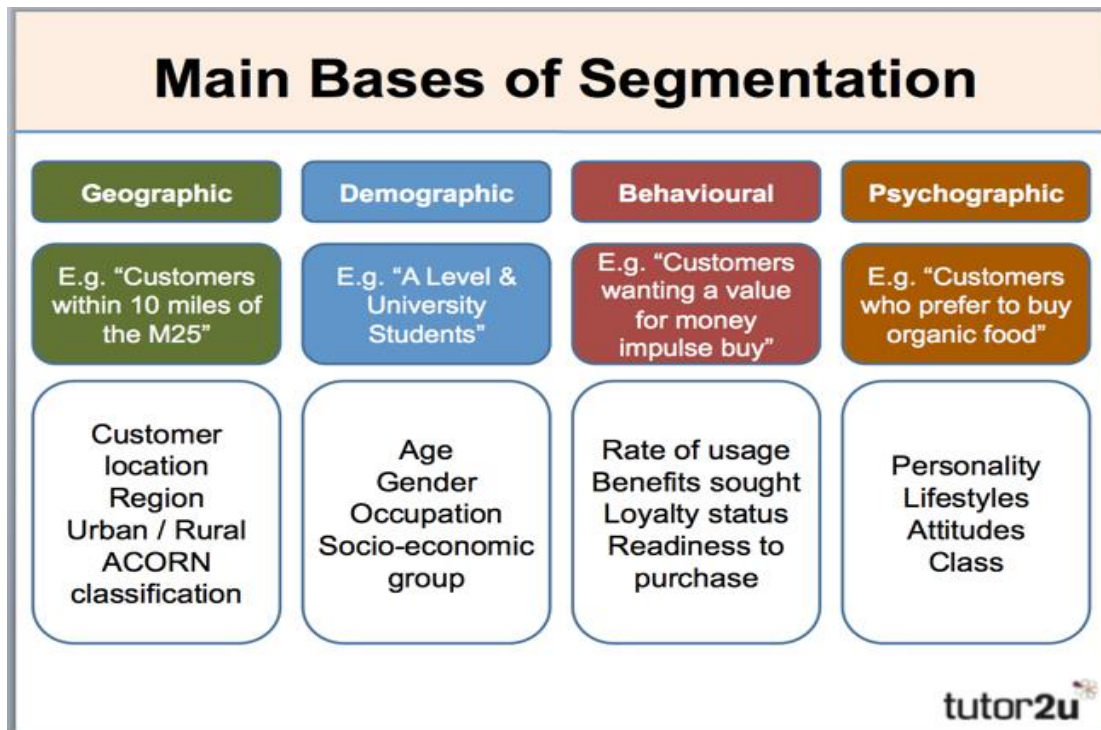 Main Bases of Segmentation
Geographic
Demographic
Behavioural
Psychographic
E.g. “Customers
within 10 miles of
the M25”
E.g. “A Level &
University
Students”
E.g. “Customers
wanting a value
for money
impulse buy”
E.g. “Customers
who prefer to buy
organic food”
Customer
location
Region
Urban / Rural
ACORN
classification
Age
Gender
Occupation
Socio-economic
group
Rate of usage
Benefits sought
Loyalty status
Readiness to
purchase
Personality
Lifestyles
Attitudes
Class
tutor2u